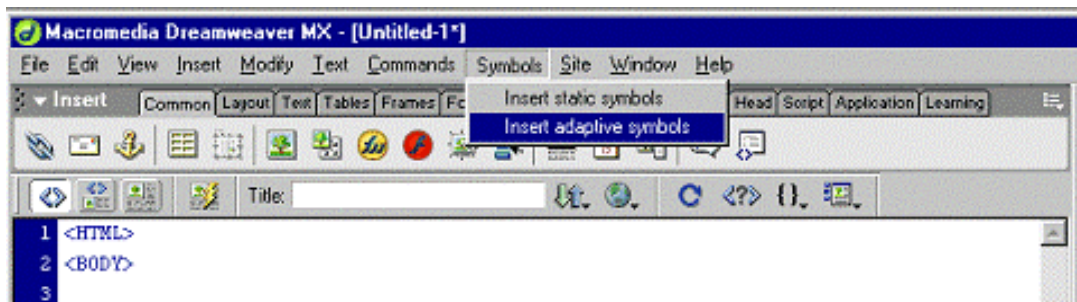 Macromedia Dreamweaver MX - [Untitled-1*]
File Edit View Insert Modify Text Commands Symbols Site Window Help
Insert Common Layout Text Tables Frames Head Script Application Learning
Insert static symbols
Insert adaptive symbols
Title:
1 <HTML>
2 <BODY>
3